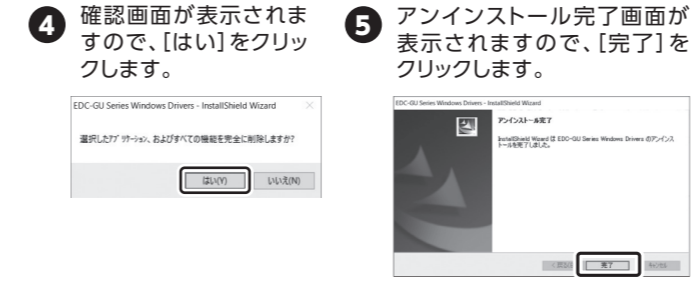 4 確認画面が表示されま
すので、[はい]をクリッ
クします。
EDC-GU Series Windows Drivers - InstallShield Wizard
選択したアプリケーション、およびすべての機能を完全に削除しますか?
はい(Y) いいえ(N)
5 アンインストール完了画面が
表示されますので、[完了]を
クリックします。
EDC-GU Series Windows Drivers - InstallShield Wizard
アンインストール完了
InstallShield Wizard は EDC-GU Series Windows Drivers のアンインス
トールを完了しました。
完了 キャンセル